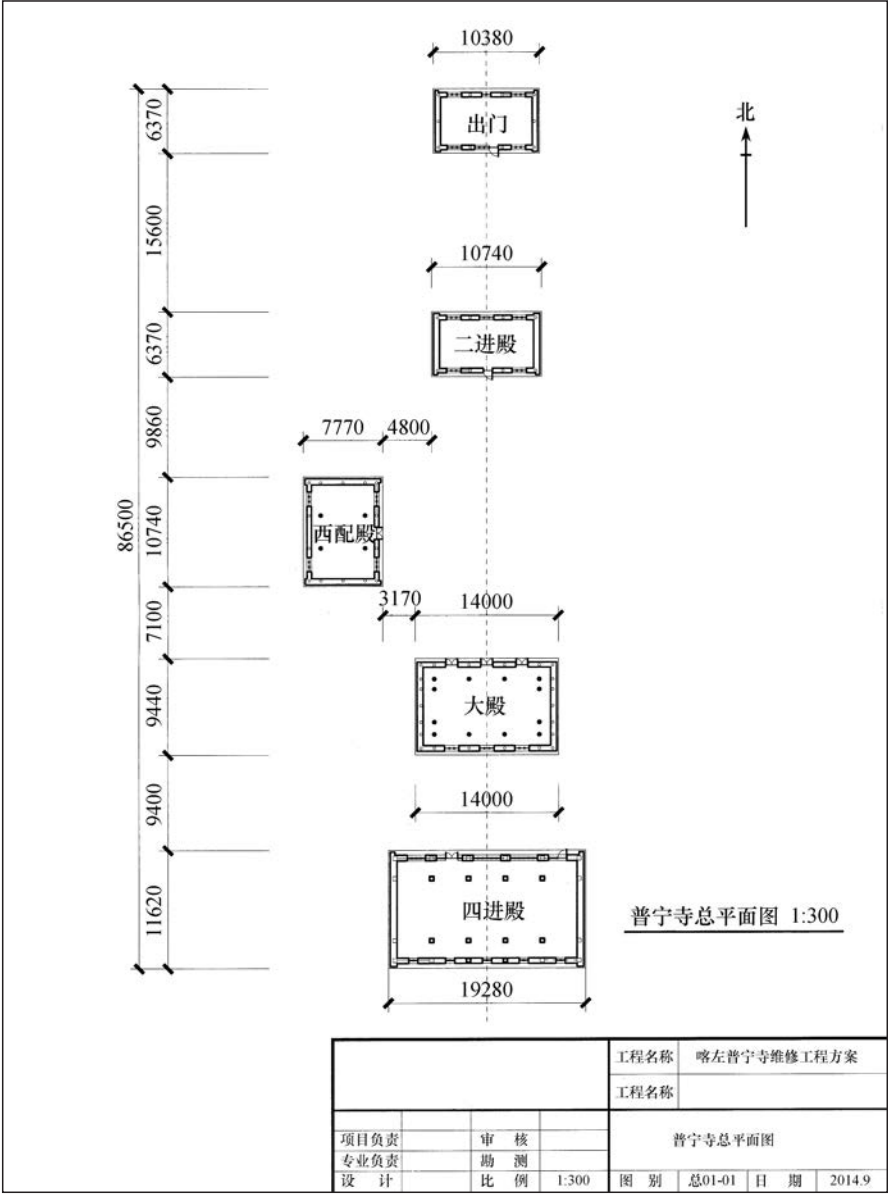 10380
6370
出门
北
15600
10740
6370
二进殿
9860
7770 4800
86500
10740
西配殿
3170 14000
7100
9440
大殿
9400
14000
11620
四进殿
普宁寺总平面图 1:300
19280
工程名称 喀左普宁寺维修工程方案
工程名称
项目负责 审核 普宁寺总平面图
专业负责 勘测
设计 比例 1:300 图别 总01-01 日期 2014.9